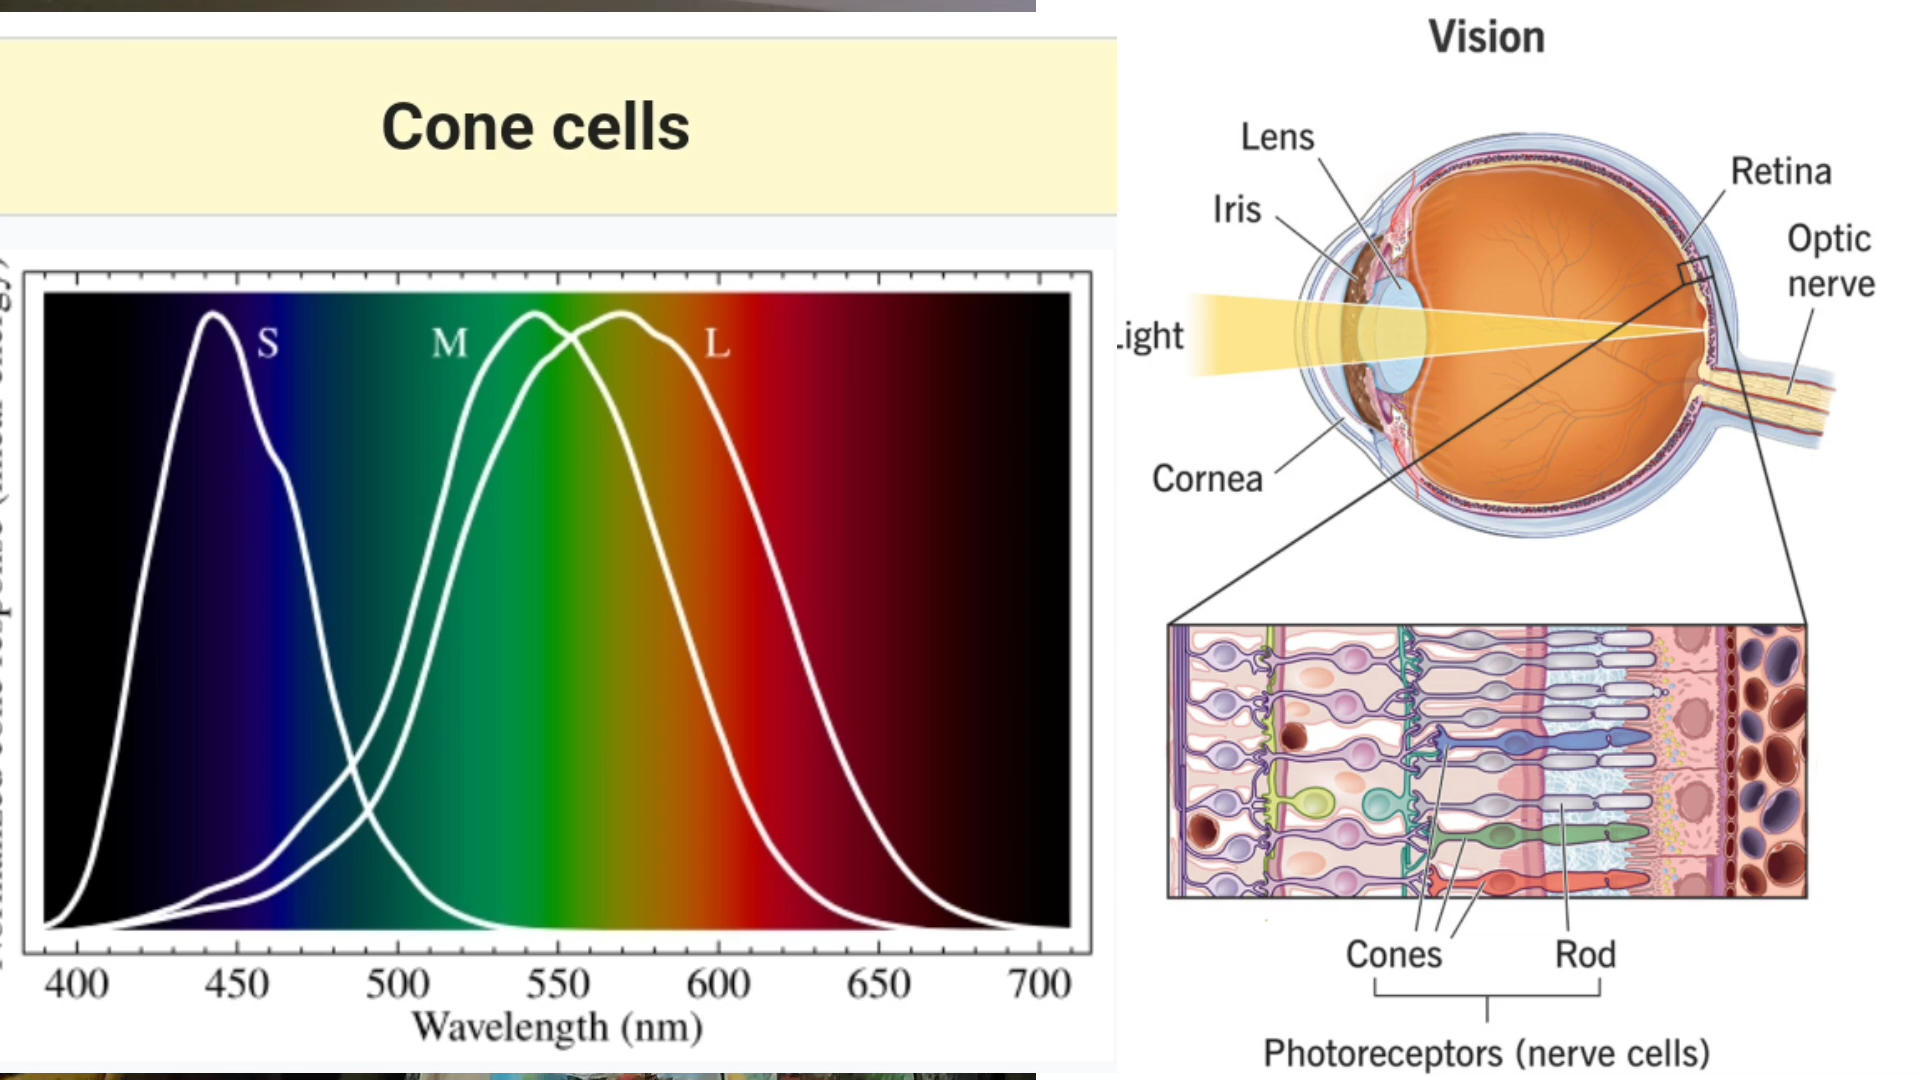 Cone cells
S
M
L
400 450 500 550 600 650 700
Wavelength (nm)
Vision
Lens
Iris
Retina
Optic
nerve
Light
Cornea
Cones
Rod
Photoreceptors (nerve cells)